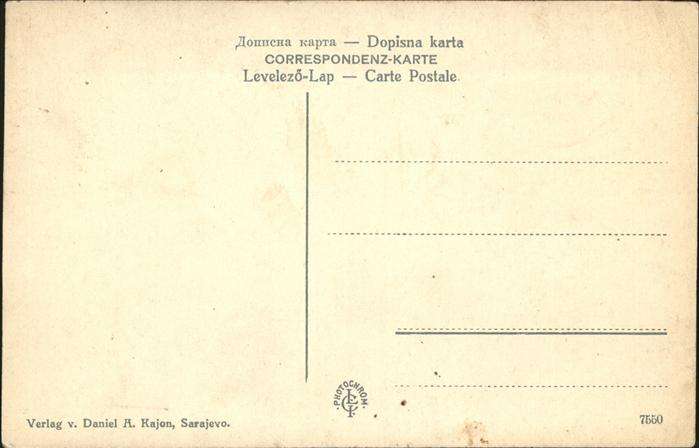 Дописна карта — Dopisna karta
CORRESPONDENZ-KARTE
Levelező-Lap — Carte Postale.
PHOTOCHROM
Verlag v. Daniel A. Kajon, Sarajevo.
7550